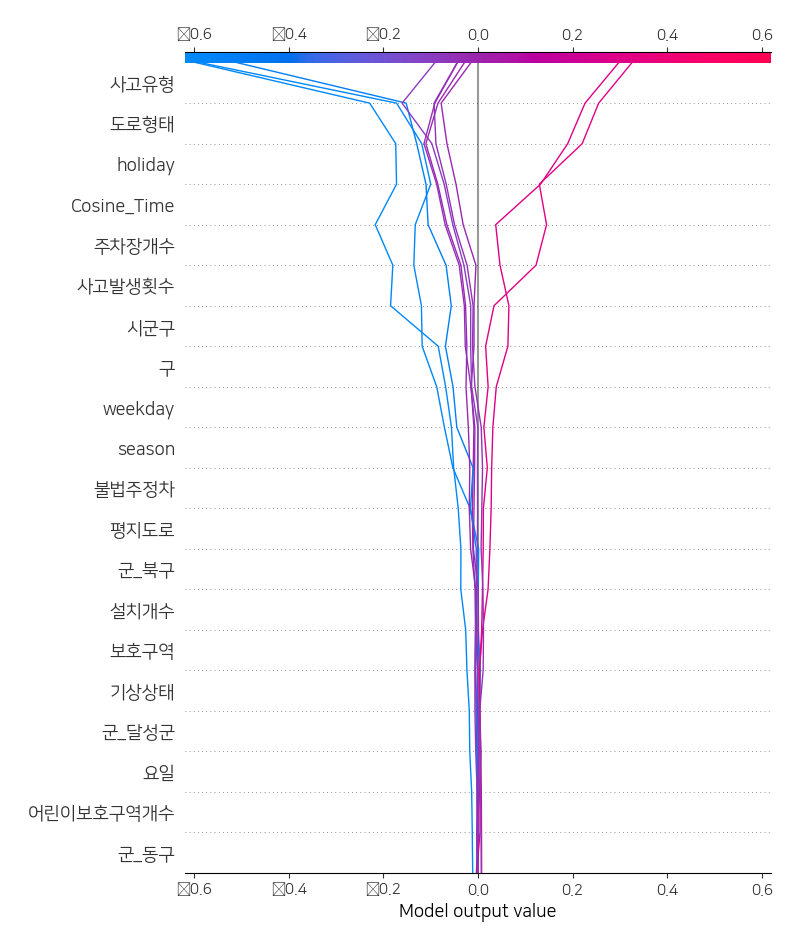 0.6 0.4 0.2 0.0 0.2 0.4 0.6
사고유형
도로형태
holiday
Cosine_Time
주차장개수
사고발생횟수
시군구
구
weekday
season
불법주정차
평지도로
군_북구
설치개수
보호구역
기상상태
군_달성군
요일
어린이보호구역개수
군_동구
0.6 0.4 0.2 0.0 0.2 0.4 0.6
Model output value